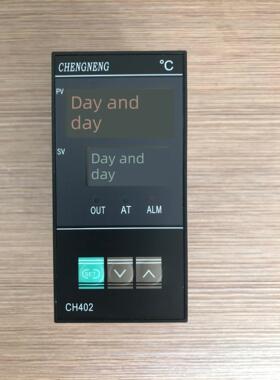 CHENGNENG °C
PV
Day and
day
SV
Day and
day
OUT AT ALM
SET
CH402